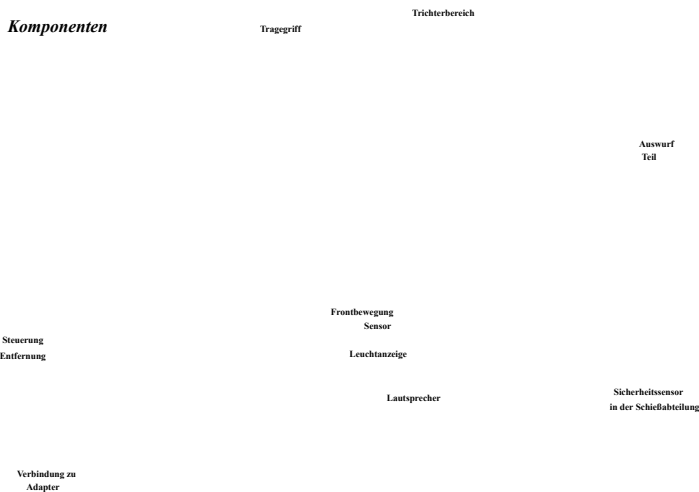 Komponenten
Trichterbereich
Tragegriff
Auswurf
Teil
Frontbewegung
Sensor
Steuerung
Entfernung
Leuchtanzeige
Lautsprecher
Sicherheitssensor
in der Schießabteilung
Verbindung zu
Adapter